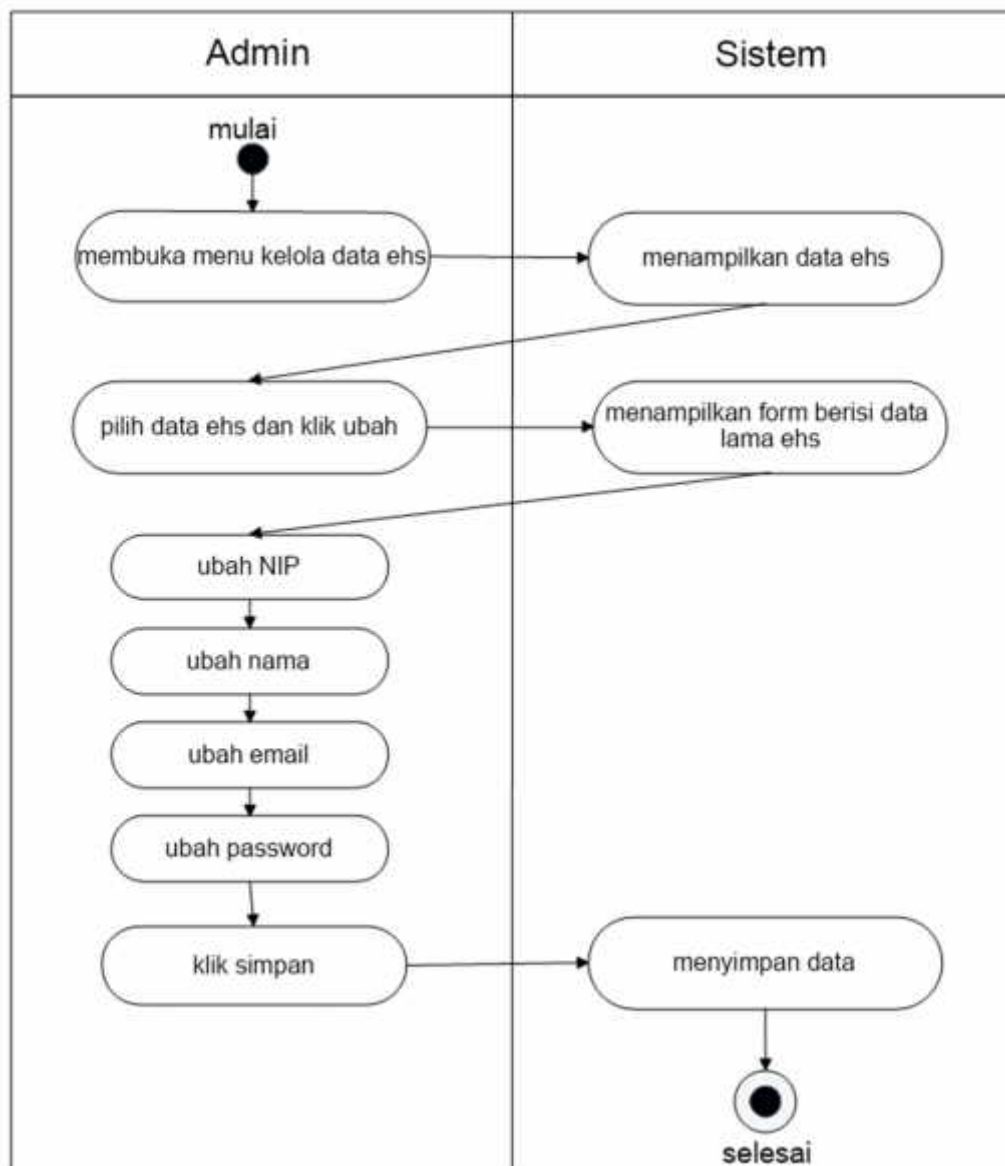 Admin
Sistem
mulai
membuka menu kelola data ehs
menampilkan data ehs
pilih data ehs dan klik ubah
menampilkan form berisi data
lama ehs
ubah NIP
ubah nama
ubah email
ubah password
klik simpan
menyimpan data
selesai